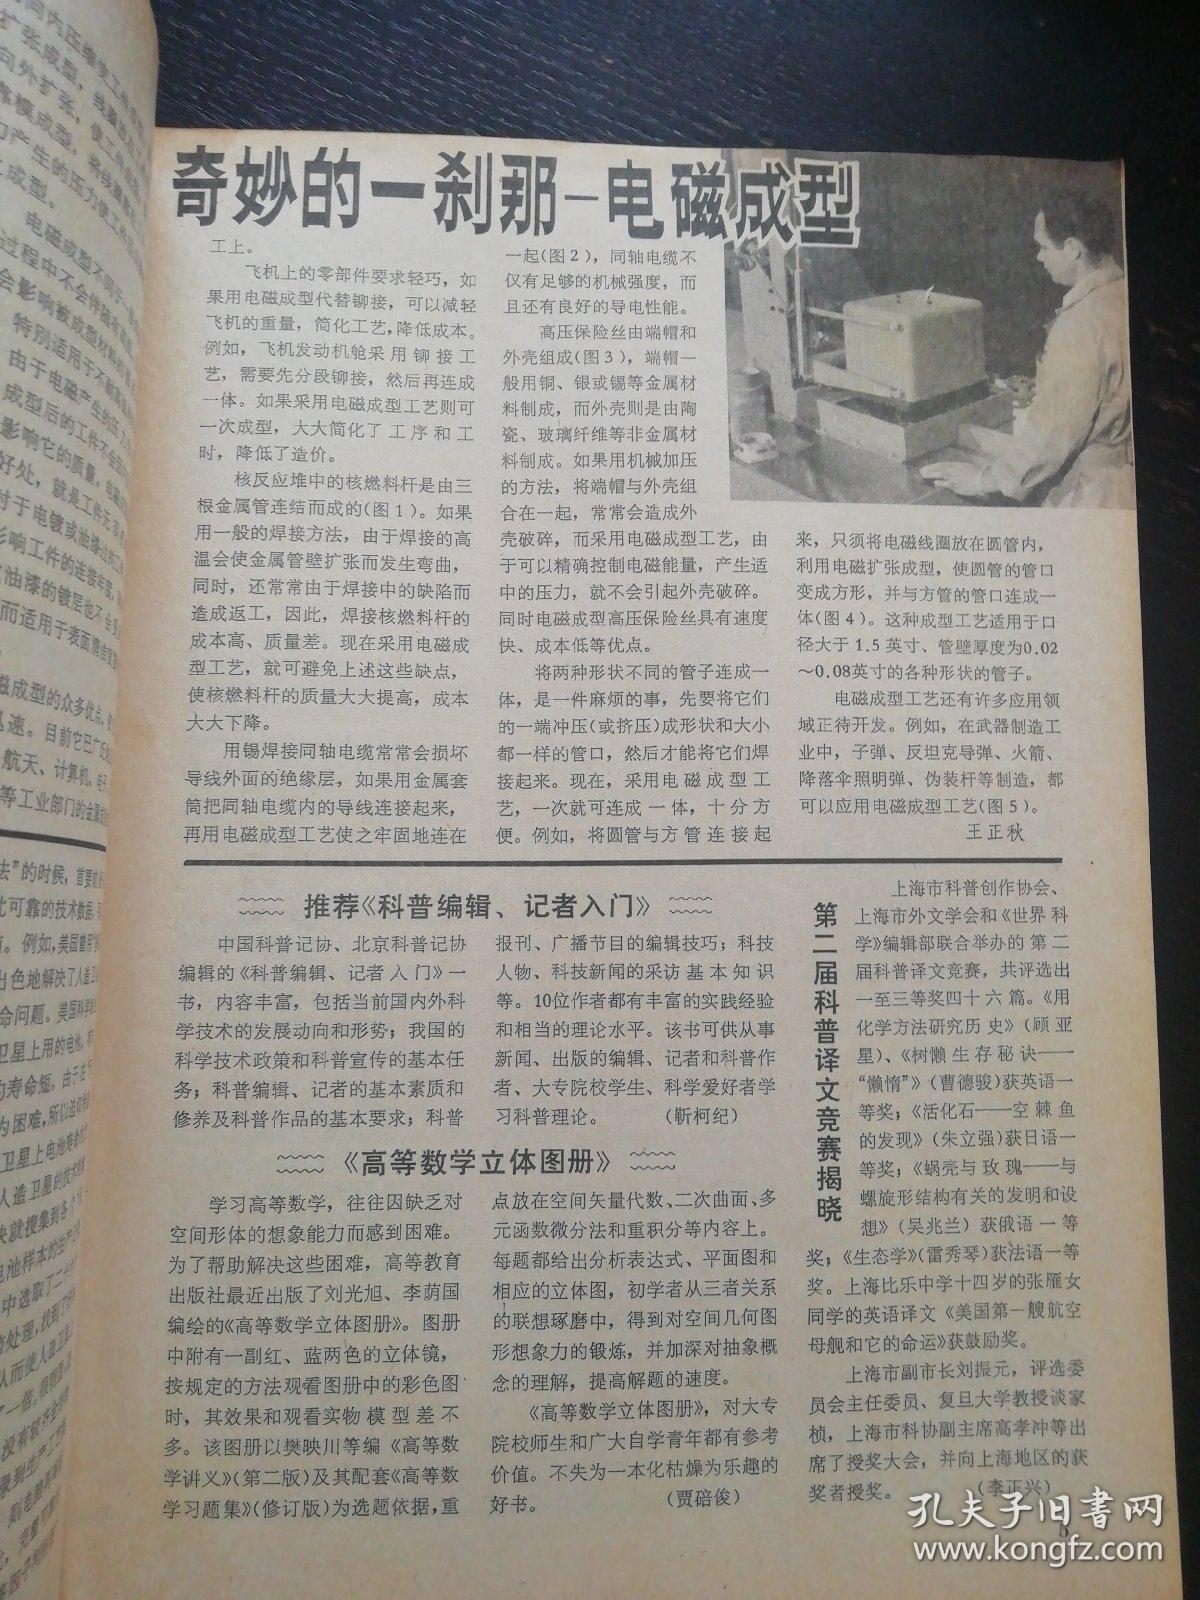 奇妙的一刹那-电磁成型
工上。
飞机上的零部件要求轻巧，如
果用电磁成型代替铆接，可以减轻
飞机的重量，简化工艺，降低成本。
例如，飞机发动机舱采用铆接工
艺，需要先分段铆接，然后再连成
一体。如果采用电磁成型工艺则可
一次成型，大大简化了工序和工
时，降低了造价。
核反应堆中的核燃料杆是由三
根金属管连结而成的(图1)。如果
用一般的焊接方法，由于焊接的高
温会使金属管壁扩张而发生弯曲，
同时，还常常由于焊接中的缺陷而
造成返工，因此，焊接核燃料杆的
成本高、质量差。现在采用电磁成
型工艺，就可避免上述这些缺点，
使核燃料杆的质量大大提高，成本
大大下降。
用锡焊接同轴电缆常常会损坏
导线外面的绝缘层，如果用金属套
筒把同轴电缆内的导线连接起来，
再用电磁成型工艺使之牢固地连在
一起(图2)，同轴电缆不
仅有足够的机械强度，而
且还有良好的导电性能。
高压保险丝由端帽和
外壳组成(图3)，端帽一
般用铜、银或锡等金属材
料制成，而外壳则是由陶
瓷、玻璃纤维等非金属材
料制成。如果用机械加压
的方法，将端帽与外壳组
合在一起，常常会造成外
壳破碎，而采用电磁成型工艺，由
于可以精确控制电磁能量，产生适
中的压力，就不会引起外壳破碎。
同时电磁成型高压保险丝具有速度
快、成本低等优点。
将两种形状不同的管子连成一
体，是一件麻烦的事，先要将它们
的一端冲压(或挤压)成形状和大小
都一样的管口，然后才能将它们焊
接起来。现在，采用电磁成型工
艺，一次就可连成一体，十分方
便。例如，将圆管与方管连接起
来，只须将电磁线圈放在圆管内，
利用电磁扩张成型，使圆管的管口
变成方形，并与方管的管口连成一
体(图4)。这种成型工艺适用于口
径大于1.5英寸、管壁厚度为0.02
～0.08英寸的各种形状的管子。
电磁成型工艺还有许多应用领
域正待开发。例如，在武器制造工
业中，子弹、反坦克导弹、火箭、
降落伞照明弹、伪装杆等制造，都
可以应用电磁成型工艺(图5)。
王正秋
推荐《科普编辑、记者入门》
中国科普记协、北京科普记协
编辑的《科普编辑、记者入门》一
书，内容丰富，包括当前国内外科
学技术的发展动向和形势；我国的
科学技术政策和科普宣传的基本任
务；科普编辑、记者的基本素质和
修养及科普作品的基本要求；科普
报刊、广播节目的编辑技巧；科技
人物、科技新闻的采访基本知识
等。10位作者都有丰富的实践经验
和相当的理论水平。该书可供从事
新闻、出版的编辑、记者和科普作
者、大专院校学生、科学爱好者学
习科普理论。 (靳柯纪)
《高等数学立体图册》
学习高等数学，往往因缺乏对
空间形体的想象能力而感到困难。
为了帮助解决这些困难，高等教育
出版社最近出版了刘光旭、李荫国
编绘的《高等数学立体图册》。图册
中附有一副红、蓝两色的立体镜，
按规定的方法观看图册中的彩色图
时，其效果和观看实物模型差不
多。该图册以樊映川等编《高等数
学讲义》(第二版)及其配套《高等数
学习题集》(修订版)为选题依据，重
点放在空间矢量代数、二次曲面、多
元函数微分法和重积分等内容上。
每题都给出分析表达式、平面图和
相应的立体图，初学者从三者关系
的联想琢磨中，得到对空间几何图
形想象力的锻炼，并加深对抽象概
念的理解，提高解题的速度。
《高等数学立体图册》，对大专
院校师生和广大自学青年都有参考
价值。不失为一本化枯燥为乐趣的
好书。 (贾碚俊)
第二届科普译文竞赛揭晓
上海市科普创作协会、
上海市外文学会和《世界科
学》编辑部联合举办的第二
届科普译文竞赛，共评选出
一至三等奖四十六篇。《用
化学方法研究历史》(顾亚
星)、《树懒生存秘诀——
“懒惰”》(曹德骏)获英语一
等奖；《活化石——空棘鱼
的发现》(朱立强)获日语一
等奖；《蜗壳与玫瑰——与
螺旋形结构有关的发明和设
想》(吴兆兰)获俄语一等
奖；《生态学》(雷秀琴)获法语一等
奖。上海比乐中学十四岁的张雁女
同学的英语译文《美国第一艘航空
母舰和它的命运》获鼓励奖。
上海市副市长刘振元，评选委
员会主任委员、复旦大学教授谈家
桢，上海市科协副主席高孝冲等出
席了授奖大会，并向上海地区的获
奖者授奖。 (李正兴)
孔夫子旧书网
www.kongfz.com